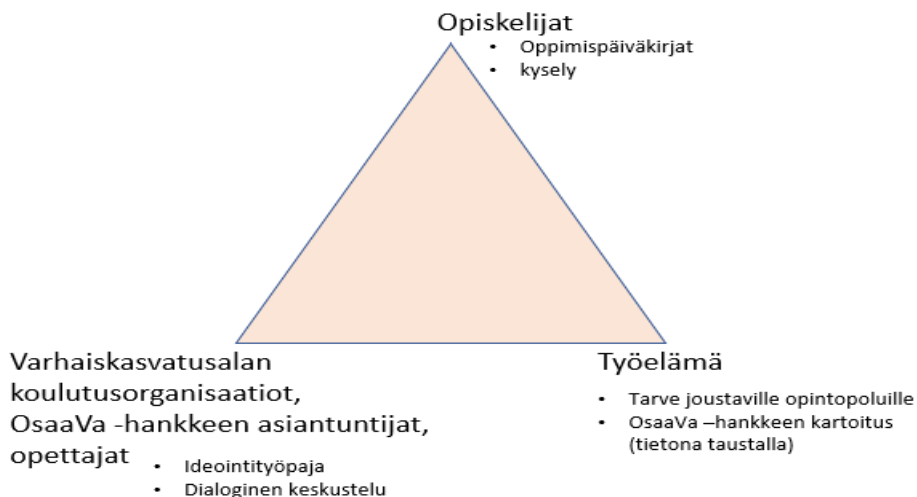 Opiskelijat
• Oppimispäiväkirjat
• kysely
Varhaiskasvatusalan
koulutusorganisaatiot,
OsaaVa -hankkeen asiantuntijat,
opettajat
• Ideointityöpaja
• Dialoginen keskustelu
Työelämä
• Tarve joustaville opintopoluille
• OsaaVa –hankkeen kartoitus
(tietona taustalla)